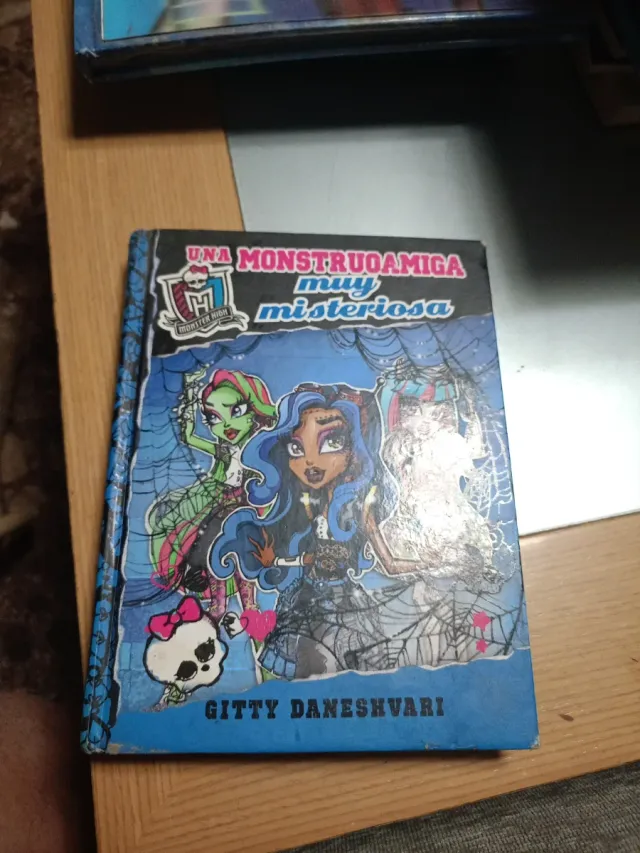 UNA MONSTRUOAMIGA
muy
misteriosa
MONSTER HIGH
GITTY DANESHVARI